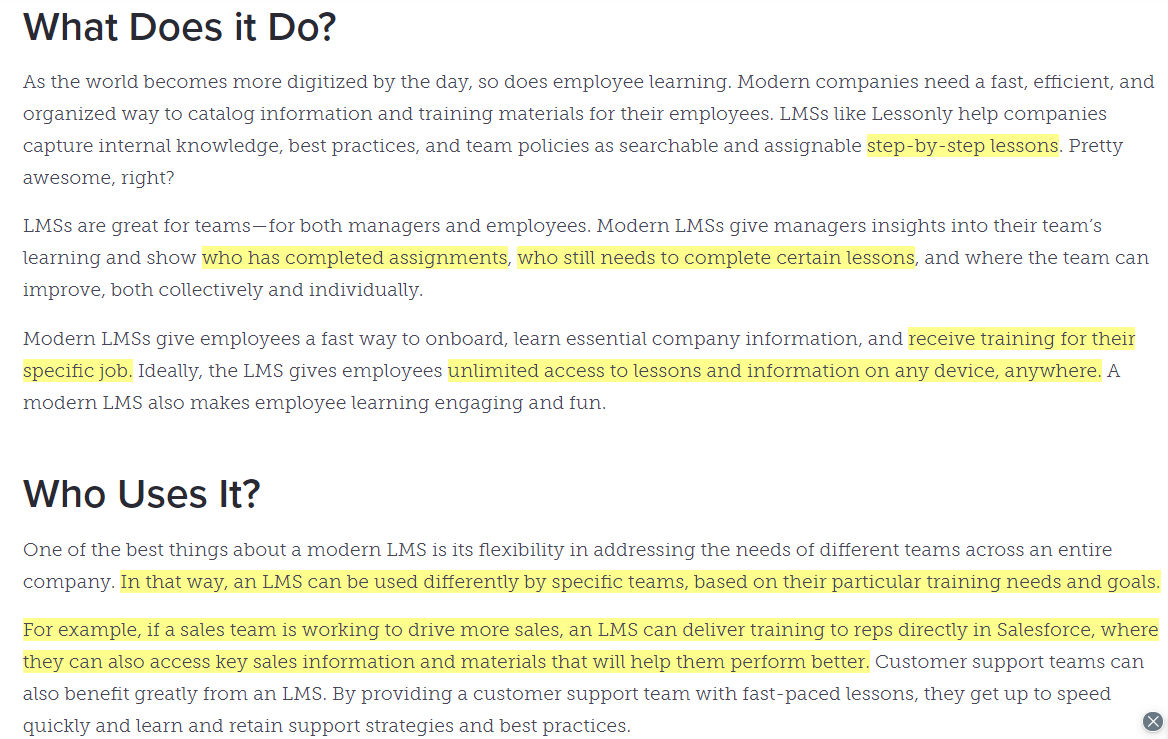 What Does it Do?
As the world becomes more digitized by the day, so does employee learning. Modern companies need a fast, efficient, and
organized way to catalog information and training materials for their employees. LMSs like Lessonly help companies
capture internal knowledge, best practices, and team policies as searchable and assignable step-by-step lessons. Pretty
awesome, right?
LMSs are great for teams—for both managers and employees. Modern LMSs give managers insights into their team’s
learning and show who has completed assignments, who still needs to complete certain lessons, and where the team can
improve, both collectively and individually.
Modern LMSs give employees a fast way to onboard, learn essential company information, and receive training for their
specific job. Ideally, the LMS gives employees unlimited access to lessons and information on any device, anywhere. A
modern LMS also makes employee learning engaging and fun.
Who Uses It?
One of the best things about a modern LMS is its flexibility in addressing the needs of different teams across an entire
company. In that way, an LMS can be used differently by specific teams, based on their particular training needs and goals.
For example, if a sales team is working to drive more sales, an LMS can deliver training to reps directly in Salesforce, where
they can also access key sales information and materials that will help them perform better. Customer support teams can
also benefit greatly from an LMS. By providing a customer support team with fast-paced lessons, they get up to speed
quickly and learn and retain support strategies and best practices.